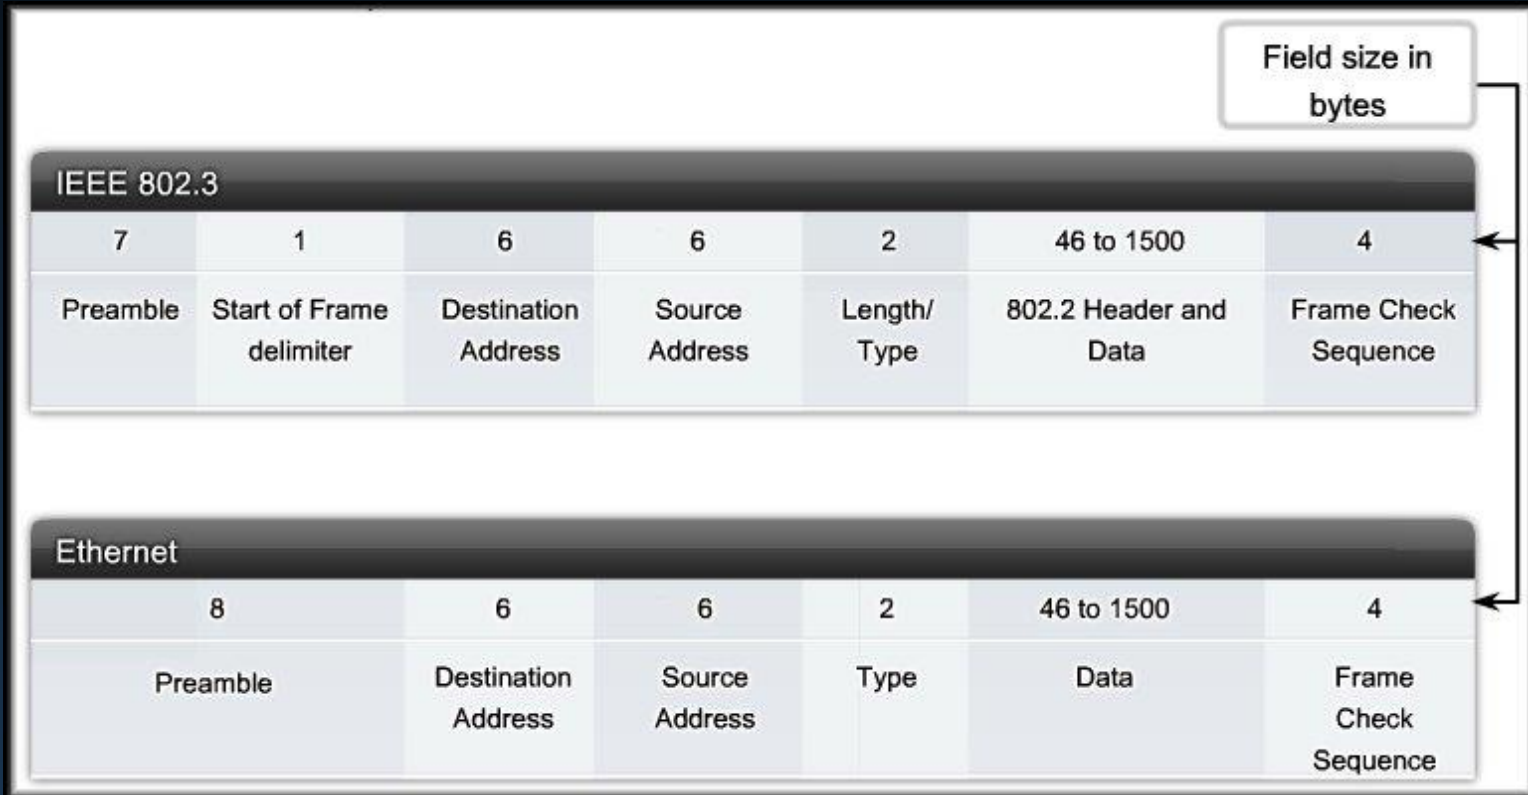 Field size in
bytes
IEEE 802.3
7 1 6 6 2 46 to 1500 4
Preamble Start of Frame Destination Source Length/ 802.2 Header and Frame Check
delimiter Address Address Type Data Sequence
Ethernet
8 6 6 2 46 to 1500 4
Preamble Destination Source Type Data Frame
Address Address Check
Sequence